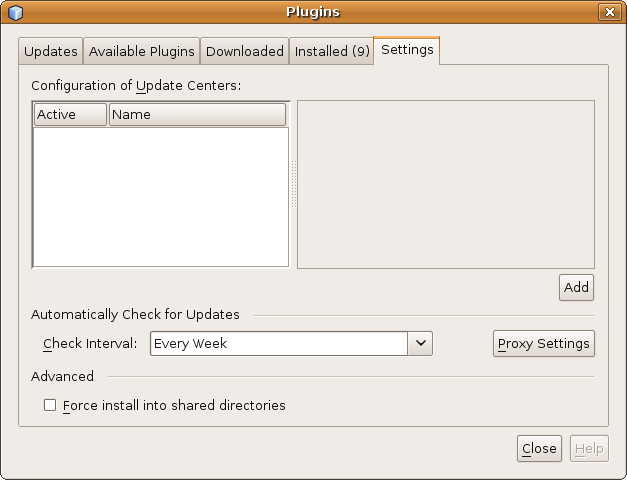 Plugins
Updates Available Plugins Downloaded Installed (9) Settings
Configuration of Update Centers:
Active Name
Add
Automatically Check for Updates
Check Interval: Every Week Proxy Settings
Advanced
Force install into shared directories
Close Help